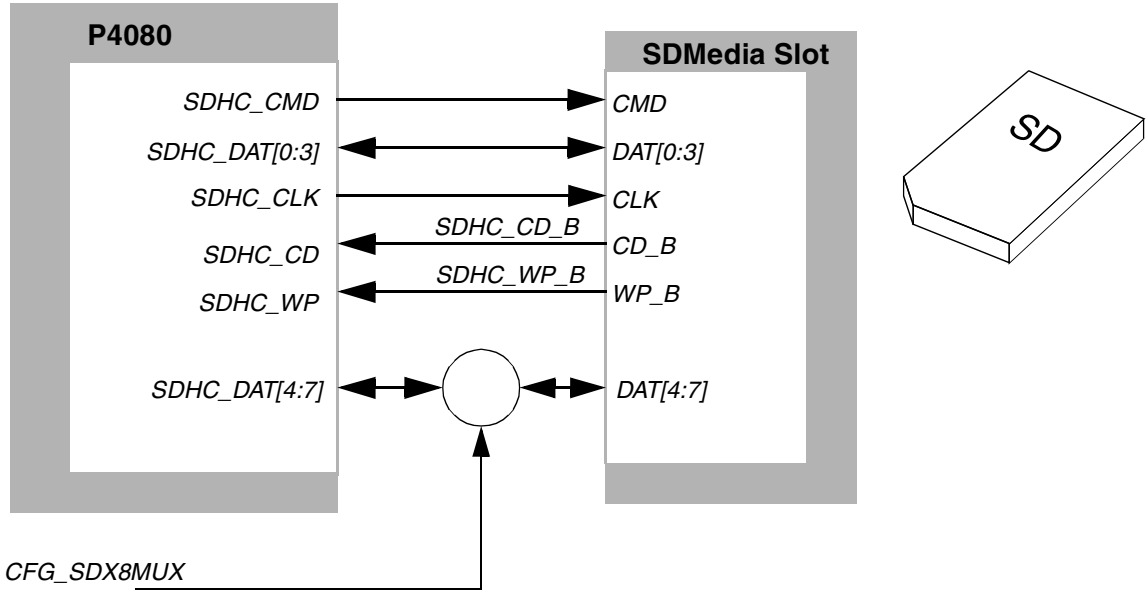 P4080
SDMedia Slot
SDHC_CMD
CMD
SD
SDHC_DAT[0:3]
DAT[0:3]
SDHC_CLK
CLK
SDHC_CD_B
SDHC_CD
CD_B
SDHC_WP_B
SDHC_WP
WP_B
SDHC_DAT[4:7]
DAT[4:7]
CFG_SDX8MUX